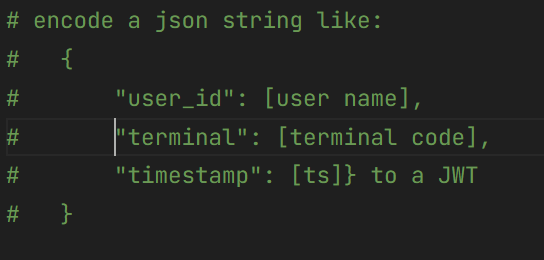 # encode a json string like:
#   {
#       "user_id": [user name],
#       "terminal": [terminal code],
#       "timestamp": [ts]} to a JWT
#   }